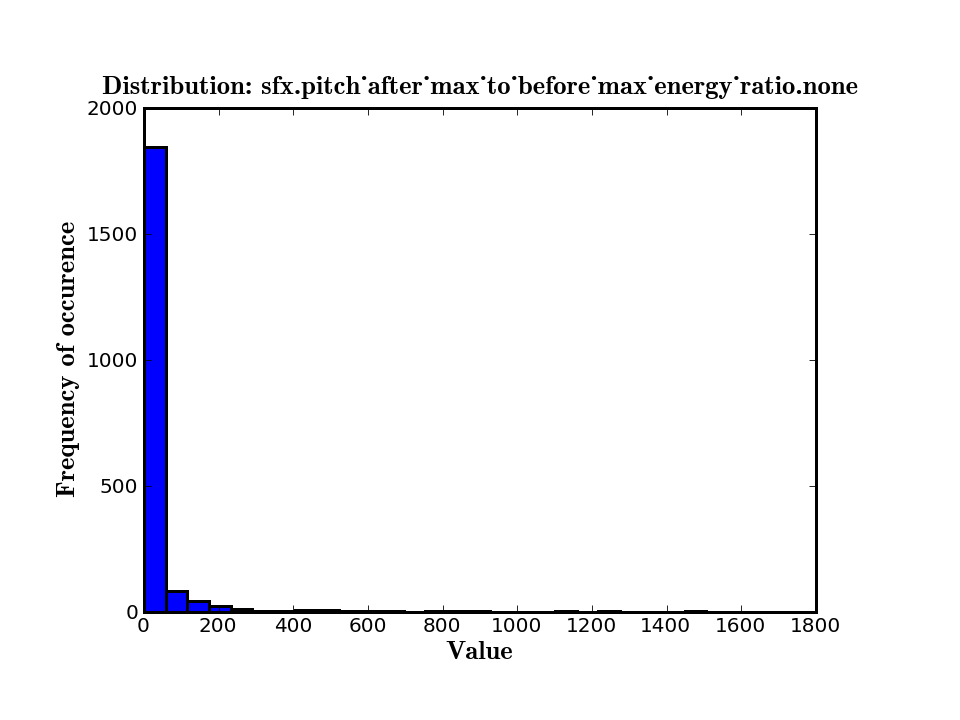 Distribution: sfx.pitch˙after˙max˙to˙before˙max˙energy˙ratio.none
2000
1500
1000
500
0
Frequency of occurence
0 200 400 600 800 1000 1200 1400 1600 1800
Value